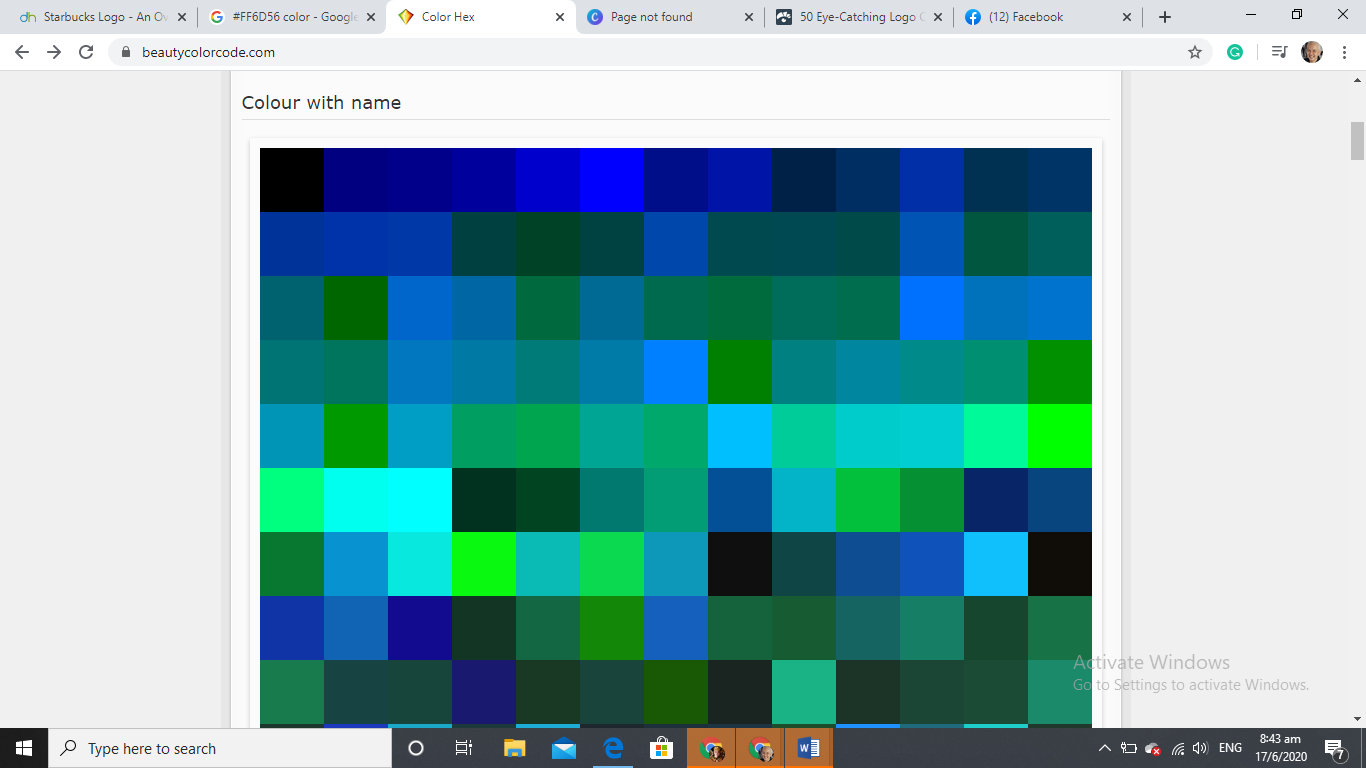 Starbucks Logo - An Ov
#FF6D56 color - Google
Color Hex
Page not found
50 Eye-Catching Logo C
(12) Facebook
beautycolorcode.com
Colour with name
Activate Windows
Go to Settings to activate Windows.
Type here to search
ENG
8:43 am
17/6/2020
7